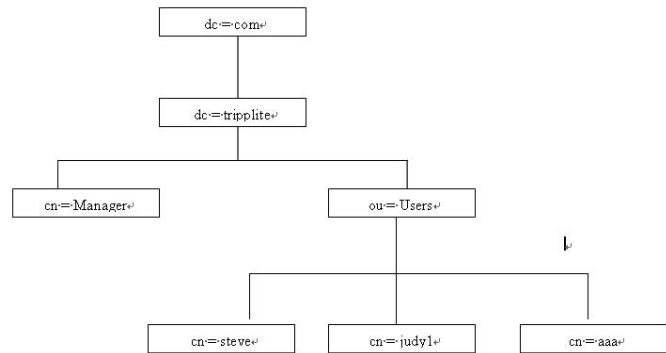 dc·=·com↵
dc·=·tripplite↵
cn·=·Manager↵
ou·=·Users↵
cn·=·steve↵
cn·=·judy1↵
cn·=·aaa↵